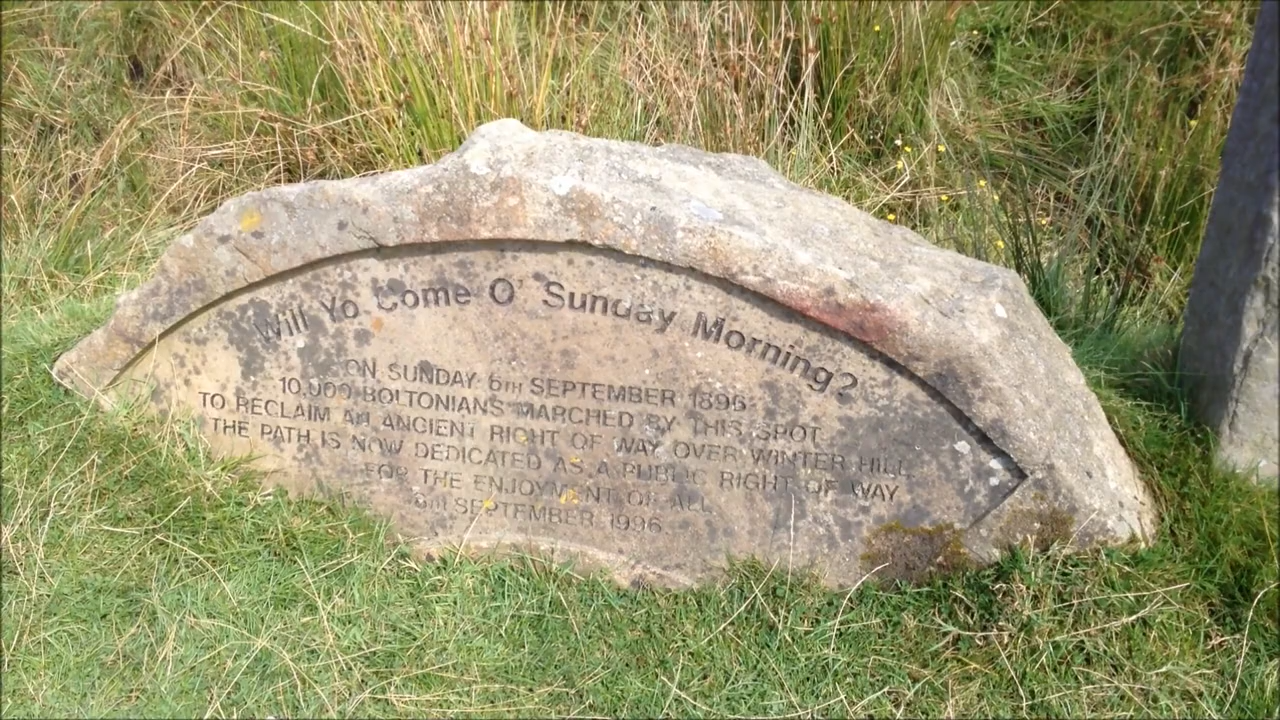 Will Yo Come O' Sunday Morning?
ON SUNDAY 6TH SEPTEMBER 1896
10,000 BOLTONIANS MARCHED BY THIS SPOT
TO RECLAIM AN ANCIENT RIGHT OF WAY OVER WINTER HILL
THE PATH IS NOW DEDICATED AS A PUBLIC RIGHT OF WAY
FOR THE ENJOYMENT OF ALL
6TH SEPTEMBER 1996